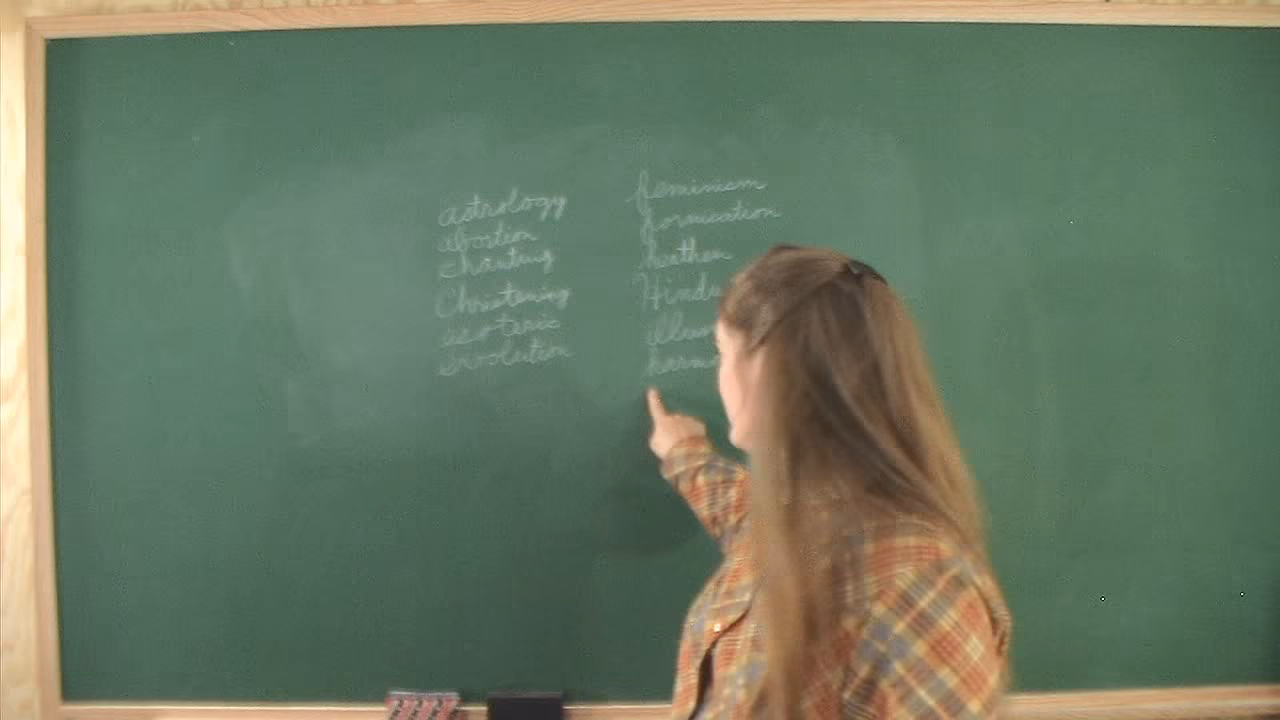 astrology
abortion
chanting
Christening
esoteric
evolution
feminism
fornication
heathen